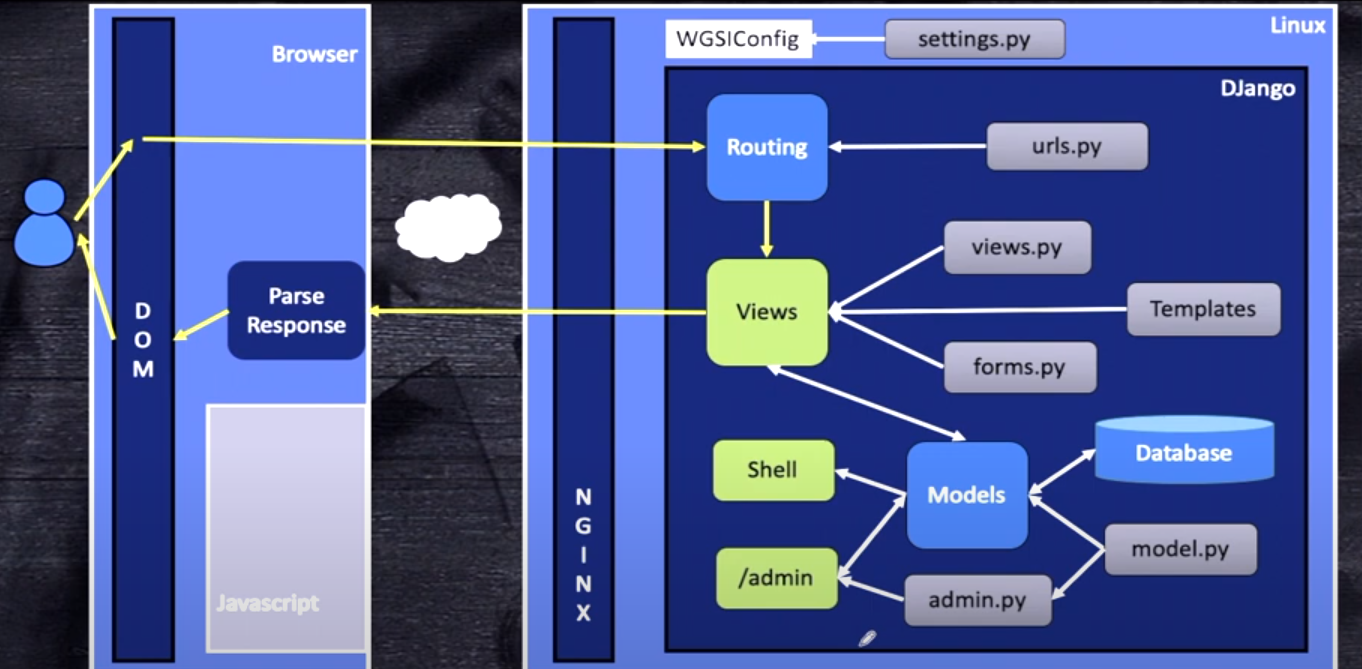 Browser
Linux
WGSIConfig
settings.py
DJango
Routing
urls.py
views.py
Parse
Response
D
O
M
Views
Templates
forms.py
Shell
Models
Database
N
G
I
N
X
model.py
/admin
admin.py
Javascript